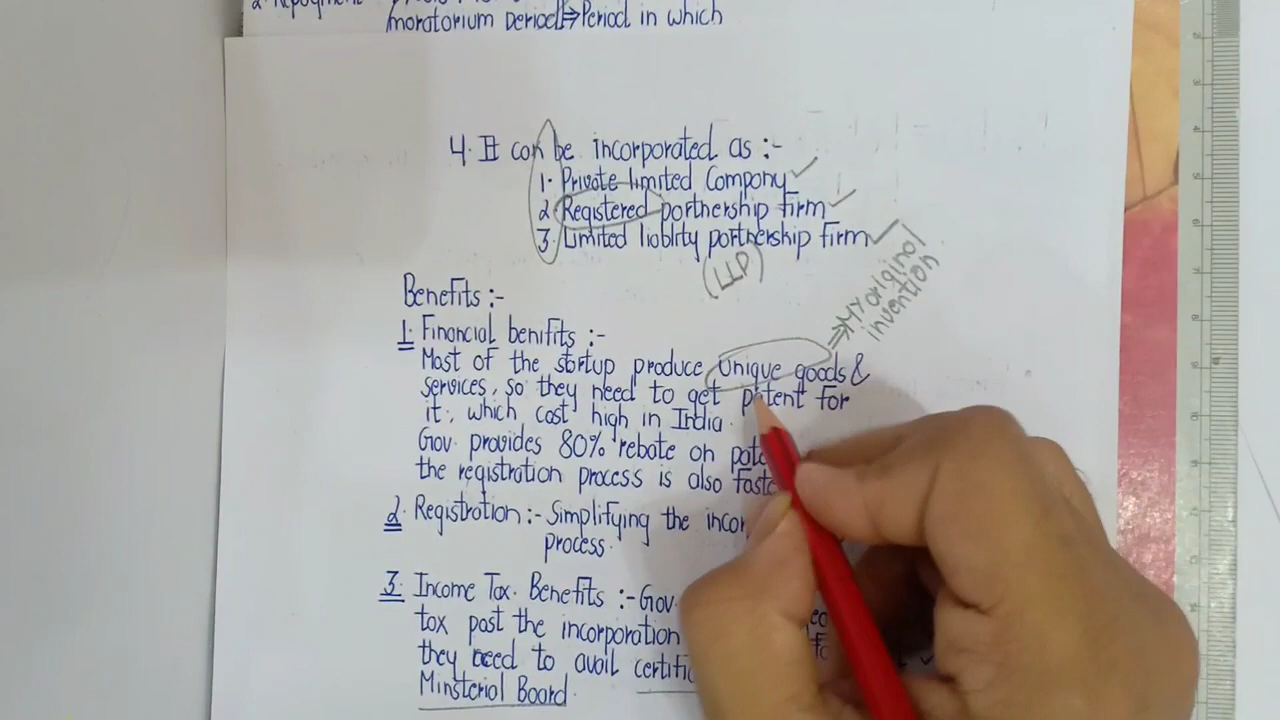 2. Repayment
moratorium period ⇒ Period in which
4. It can be incorporated as :-
1. Private limited Company ✓
2 Registered partnership firm ✓
3. Limited liablity partnership firm ✓
(LLP)
⇒ My original
invention
Benefits :-
1. Financial benifits :-
Most of the startup produce unique goods &
services, so they need to get patent for
it, which cost high in India.
Gov. provides 80% rebate on
the registration process is also
2. Registration :- Simplifying the
process.
3. Income Tax. Benefits :- Gov.
tax past the incorporation
they need to avail
Minsterial Board.